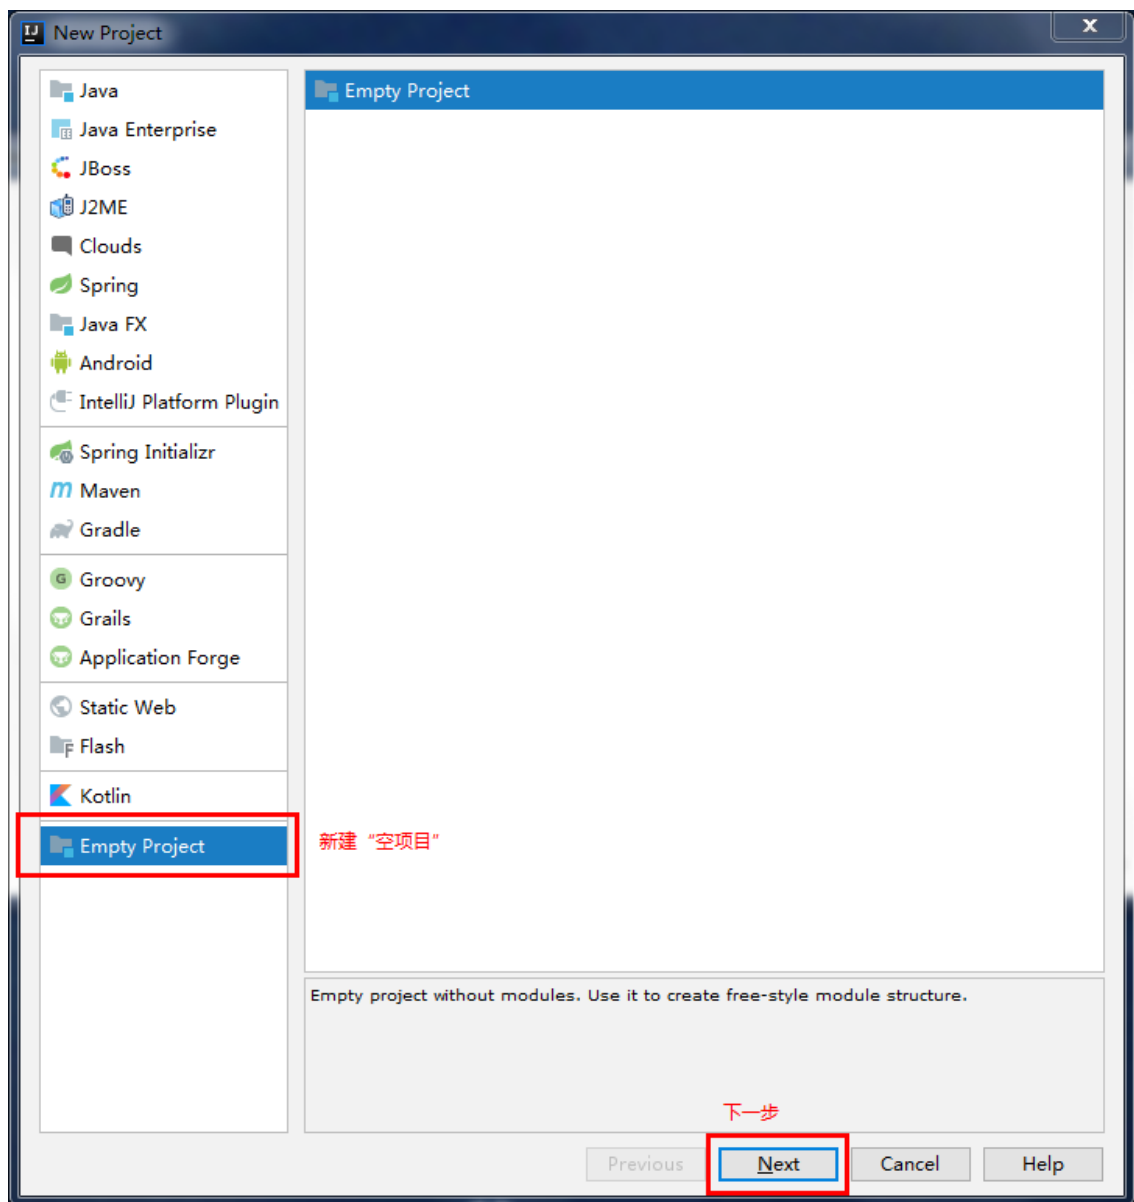 New Project
Java
Java Enterprise
JBoss
J2ME
Clouds
Spring
Java FX
Android
IntelliJ Platform Plugin
Spring Initializr
Maven
Gradle
Groovy
Grails
Application Forge
Static Web
Flash
Kotlin
Empty Project
Empty Project
新建“空项目”
Empty project without modules. Use it to create free-style module structure.
下一步
Previous
Next
Cancel
Help